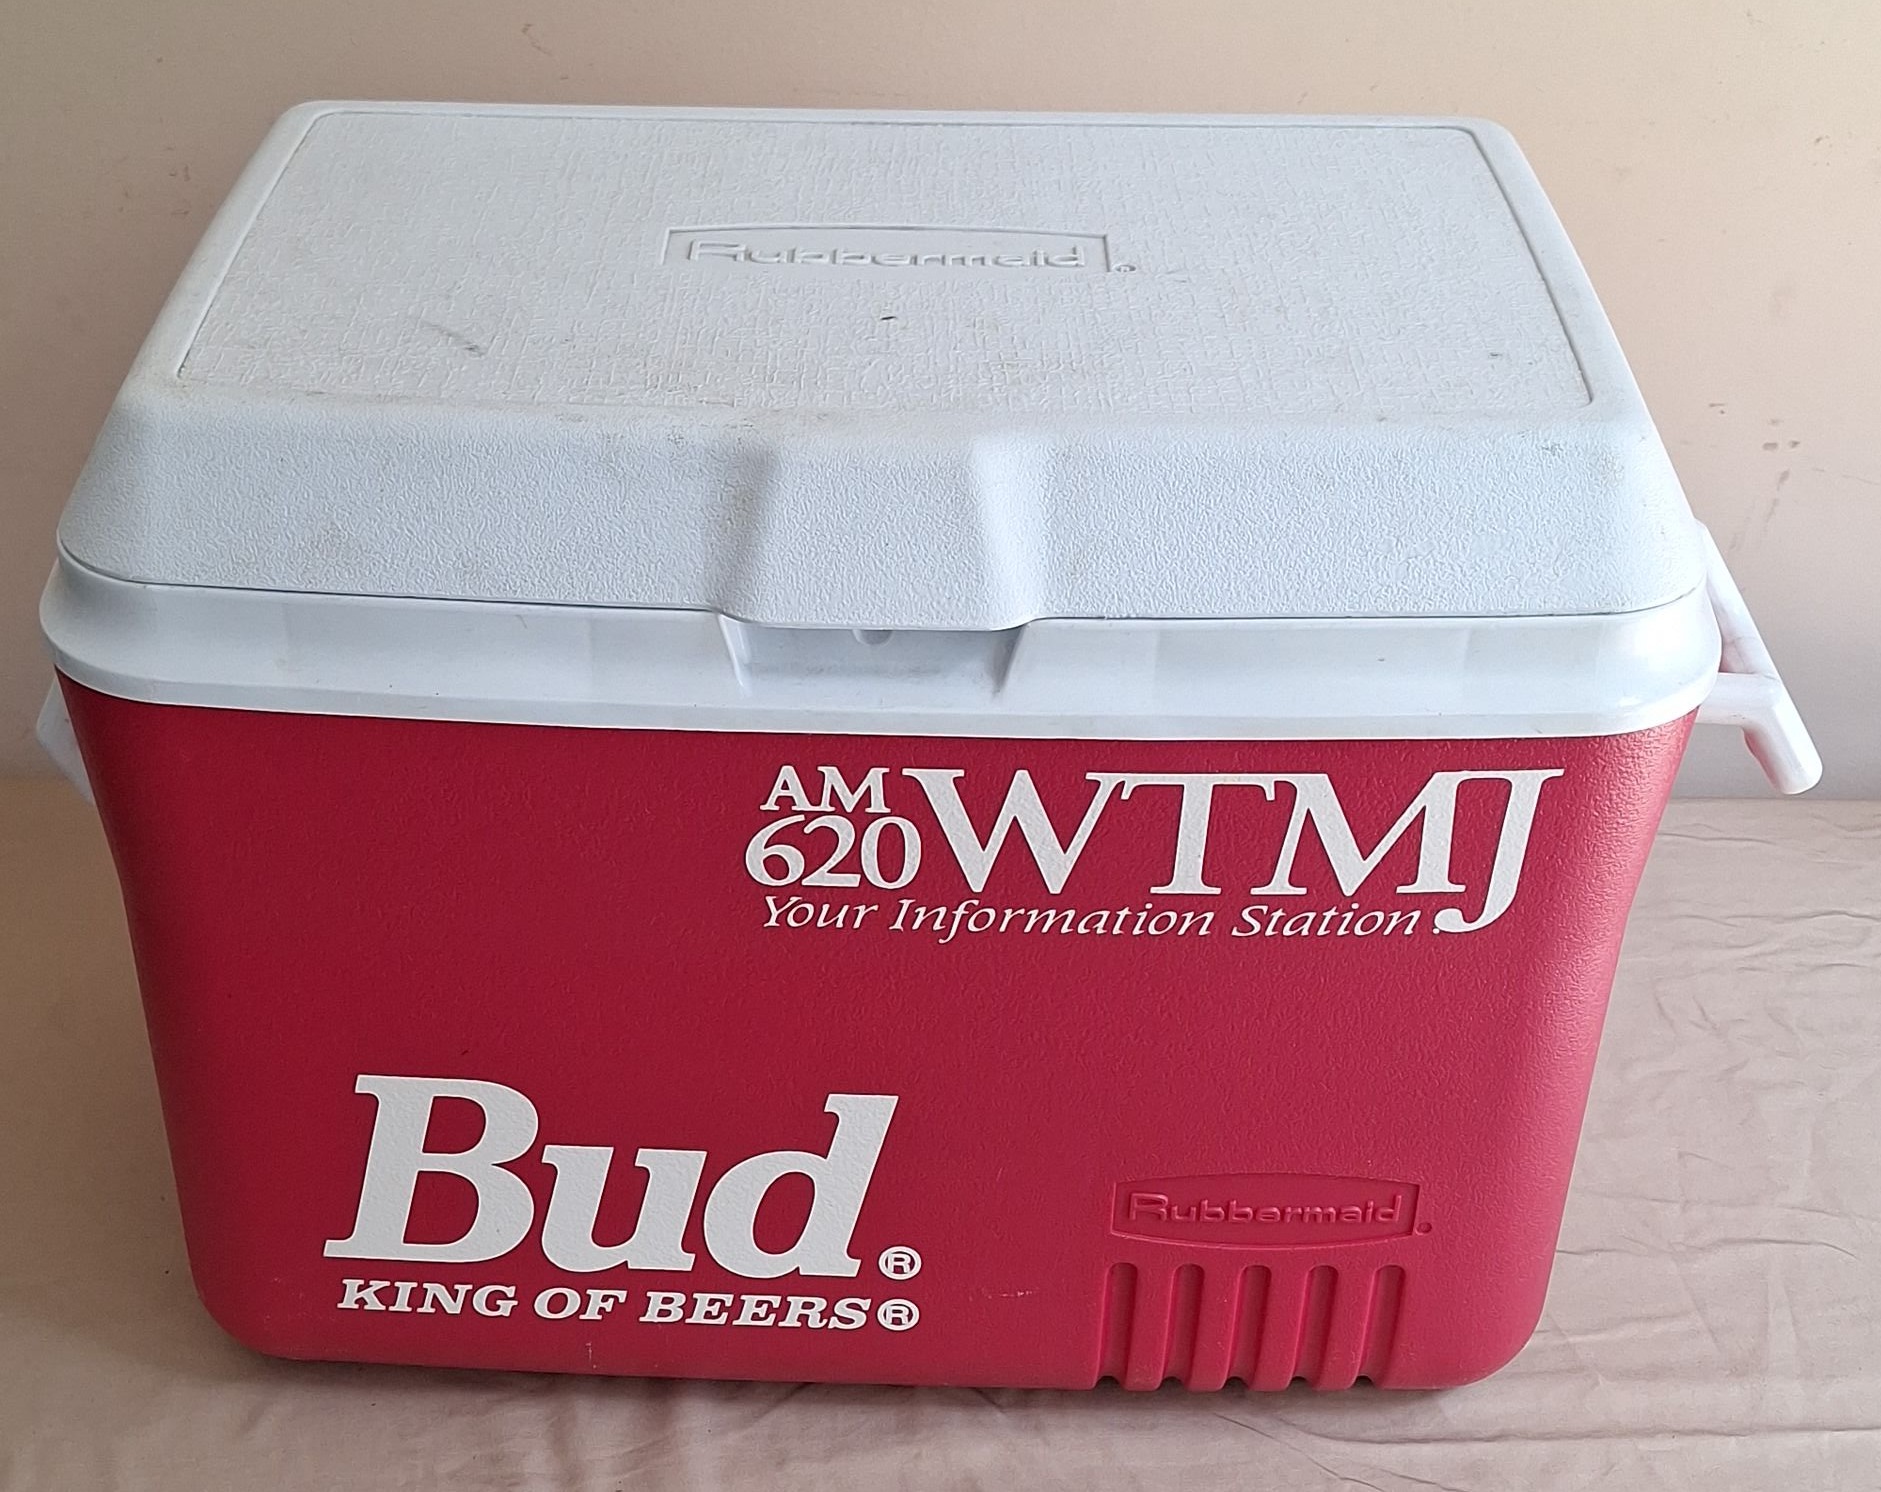 Rubbermaid®
AM
620 WTMJ
Your Information Station.
Bud®
KING OF BEERS®
Rubbermaid®